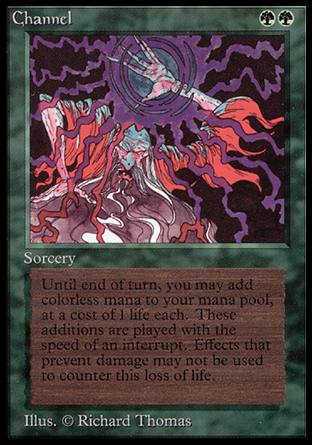 Channel
Sorcery
Until end of turn, you may add
colorless mana to your mana pool,
at a cost of 1 life each. These
additions are played with the
speed of an interrupt. Effects that
prevent damage may not be used
to counter this loss of life.
Illus. © Richard Thomas